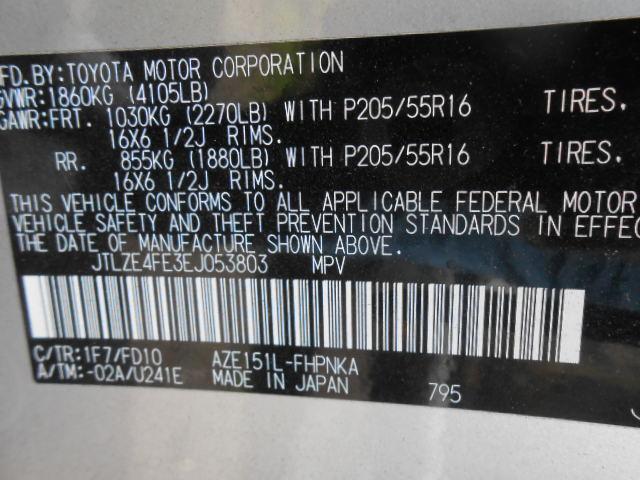 MFD.BY:TOYOTA MOTOR CORPORATION
GVWR:1860KG (4105LB)
GAWR:FRT. 1030KG (2270LB) WITH P205/55R16 TIRES,
16X6 1/2J RIMS.
RR. 855KG (1880LB) WITH P205/55R16 TIRES,
16X6 1/2J RIMS.
THIS VEHICLE CONFORMS TO ALL APPLICABLE FEDERAL MOTOR
VEHICLE SAFETY AND THEFT PREVENTION STANDARDS IN EFFEC
THE DATE OF MANUFACTURE SHOWN ABOVE.
JTLZE4FE3EJ053803 MPV
C/TR:1F7/FD10 AZE151L-FHPNKA
A/TM:-02A/U241E MADE IN JAPAN 795